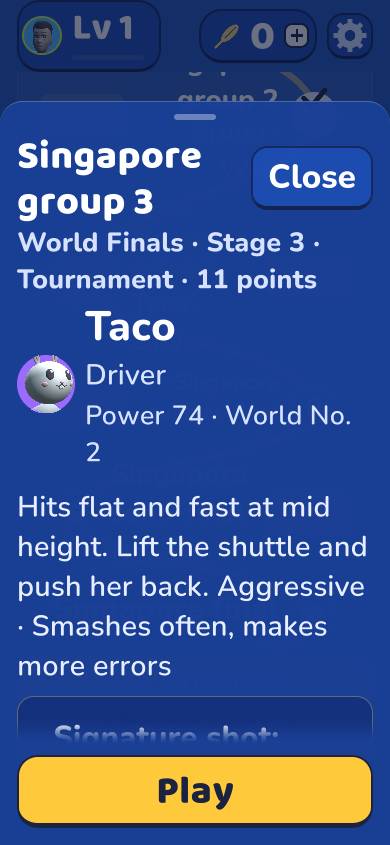 Lv 1
0
group 2
Singapore
group 3
Close
World Finals · Stage 3 ·
Tournament · 11 points
Taco
Driver
Power 74 · World No.
2
Hits flat and fast at mid
height. Lift the shuttle and
push her back. Aggressive
· Smashes often, makes
more errors
Signature shot:
Play